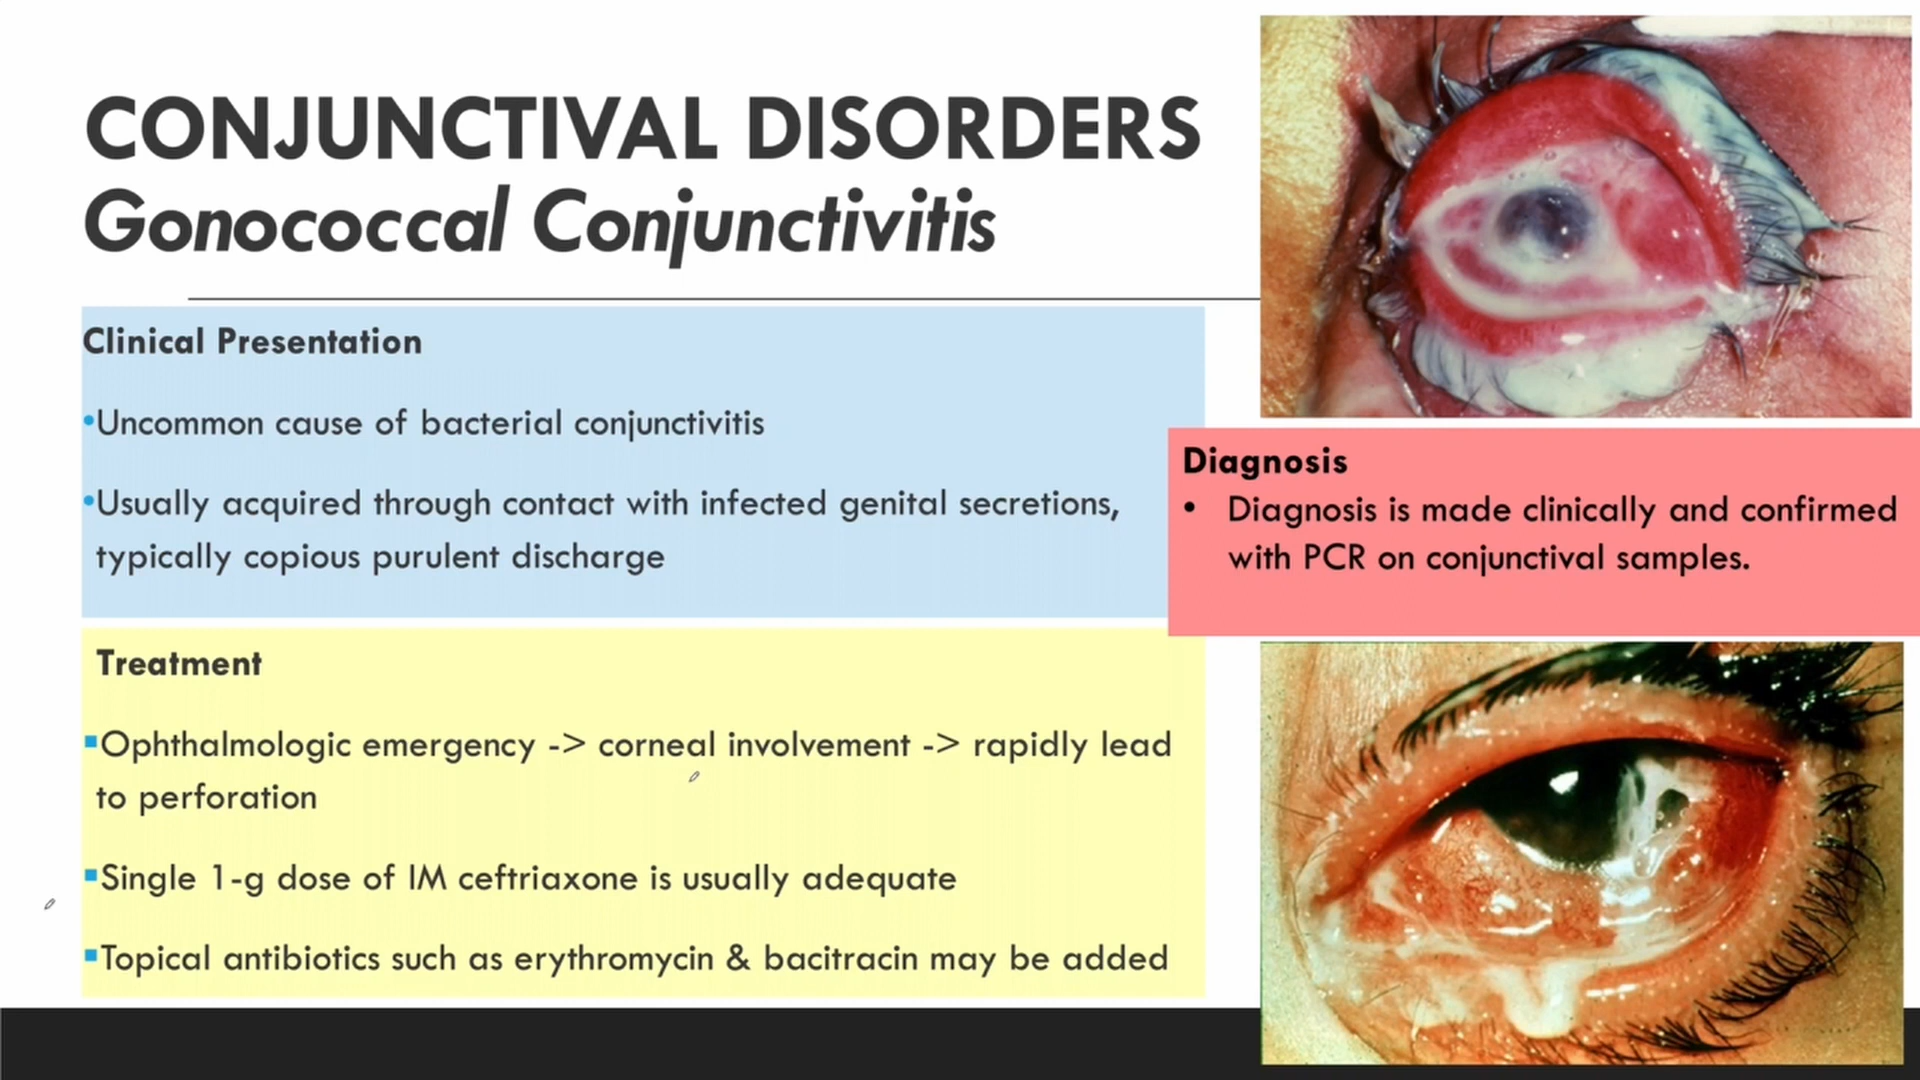 CONJUNCTIVAL DISORDERS
Gonococcal Conjunctivitis
Clinical Presentation
•Uncommon cause of bacterial conjunctivitis
•Usually acquired through contact with infected genital secretions,
typically copious purulent discharge
Diagnosis
• Diagnosis is made clinically and confirmed
with PCR on conjunctival samples.
Treatment
▪Ophthalmologic emergency -> corneal involvement -> rapidly lead
to perforation
▪Single 1-g dose of IM ceftriaxone is usually adequate
▪Topical antibiotics such as erythromycin & bacitracin may be added